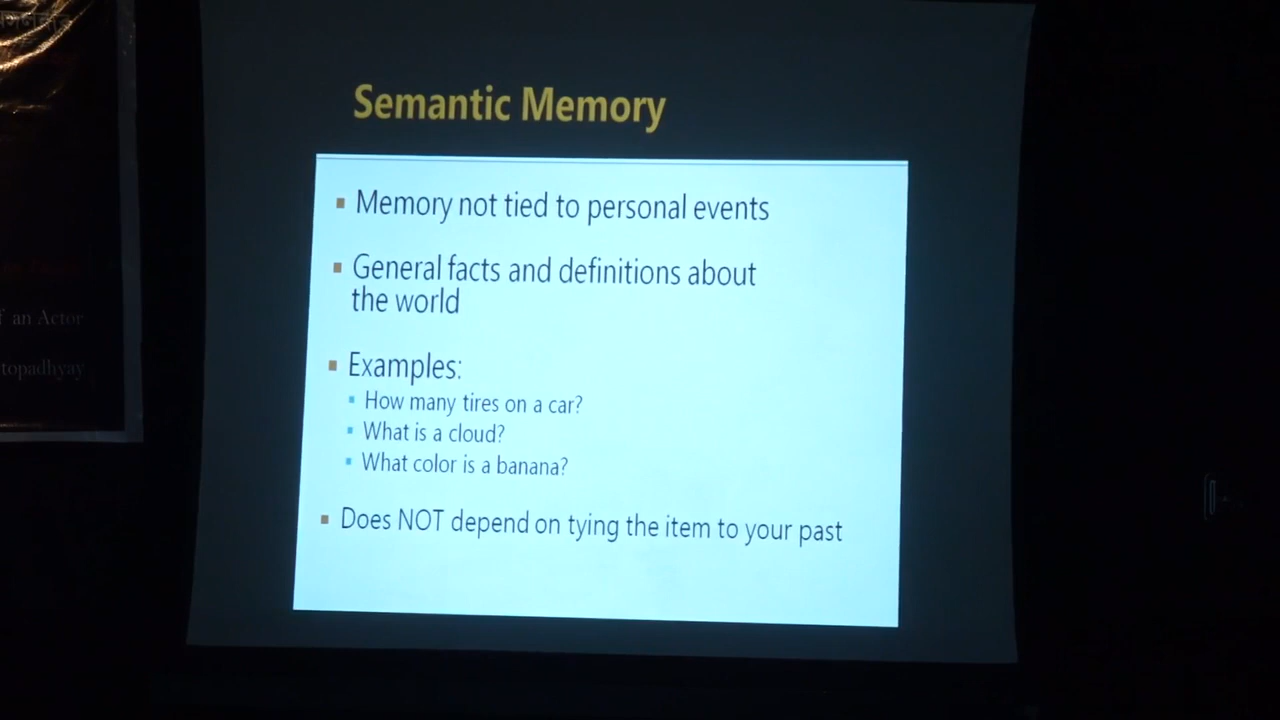 Semantic Memory
Memory not tied to personal events
General facts and definitions about
the world
Examples:
How many tires on a car?
What is a cloud?
What color is a banana?
Does NOT depend on tying the item to your past
an Actor